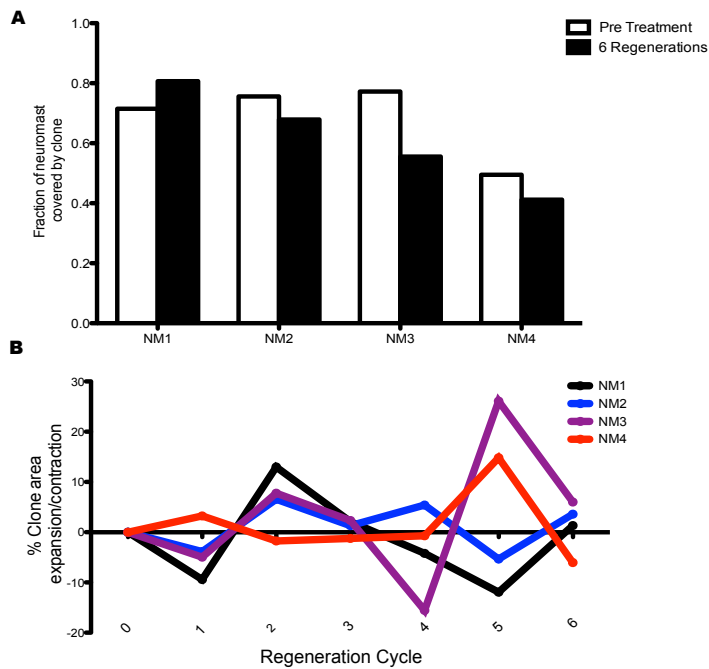 A
1.0
0.8
0.6
0.4
0.2
0.0
Fraction of neuromast
covered by clone
Pre Treatment
6 Regenerations
NM1 NM2 NM3 NM4
B
30
20
10
0
-10
-20
% Clone area
expansion/contraction
NM1
NM2
NM3
NM4
0 1 2 3 4 5 6
Regeneration Cycle